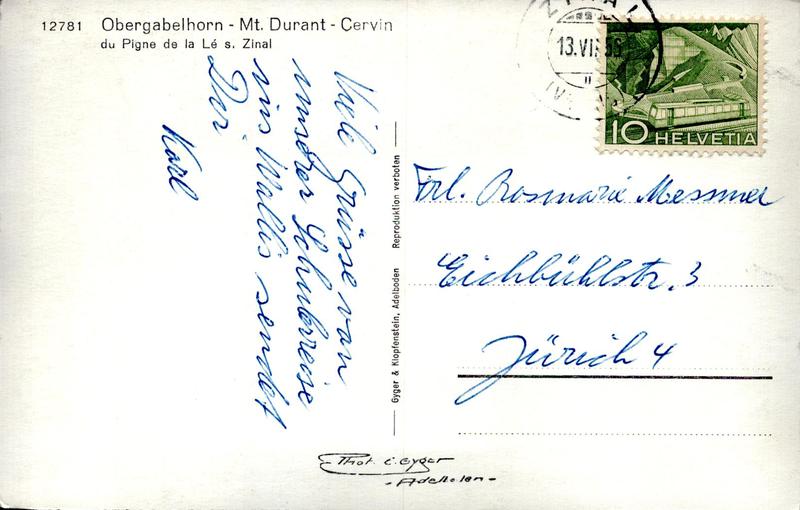 12781 Obergabelhorn - Mt. Durant - Cervin
du Pigne de la Lé s. Zinal
Viele Grüsse von
unserer Schulreise
ins Wallis sendet
Dir
Karl
Gyger & Klopfenstein, Adelboden Reproduktion verboten
ZINAL
13.VII.55
10 HELVETIA
Frl. Rosmarie Messmer
Eichbühlstr. 3
Zürich 4
Phot. E. Gyger
- Adelboden -